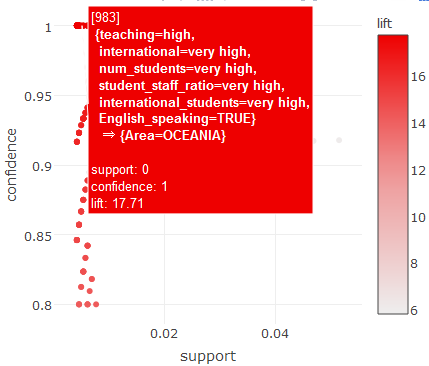 [983]
{teaching=high,
international=very high,
num_students=very high,
student_staff_ratio=very high,
international_students=very high,
English_speaking=TRUE}
⇒ {Area=OCEANIA}
support: 0
confidence: 1
lift: 17.71
1
0.95
0.9
0.85
0.8
confidence
0.02
0.04
support
lift
16
14
12
10
8
6